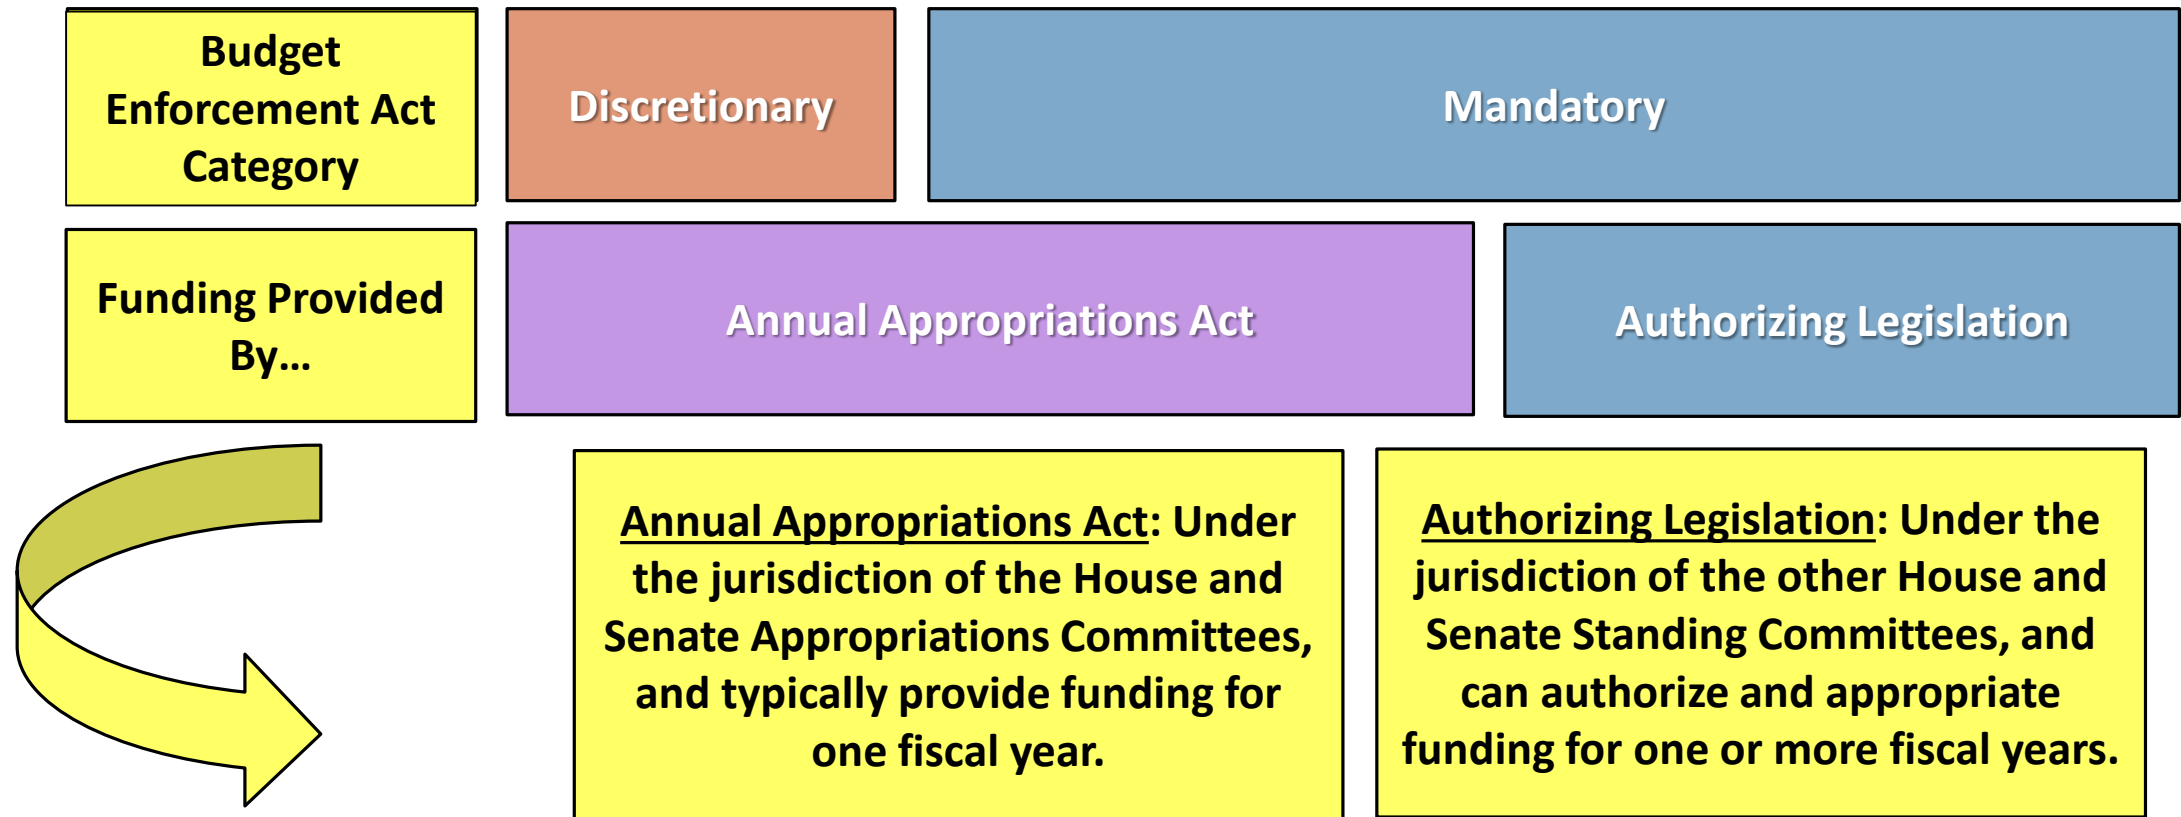 Budget
Enforcement Act
Category
Discretionary
Mandatory
Funding Provided
By...
Annual Appropriations Act
Authorizing Legislation
Annual Appropriations Act: Under
the jurisdiction of the House and
Senate Appropriations Committees,
and typically provide funding for
one fiscal year.
Authorizing Legislation: Under the
jurisdiction of the other House and
Senate Standing Committees, and
can authorize and appropriate
funding for one or more fiscal years.